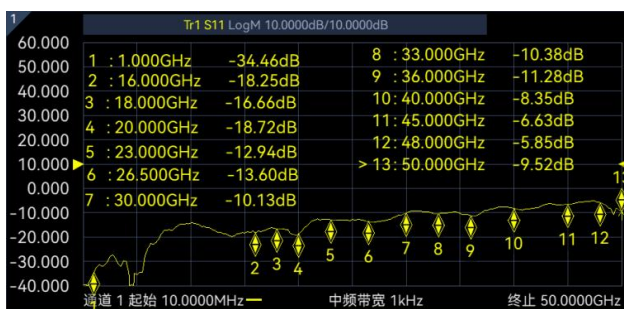 1
Tr1 S11 LogM 10.0000dB/10.0000dB
60.000
50.000
40.000
30.000
20.000
10.000
0.000
-10.000
-20.000
-30.000
-40.000
1 : 1.000GHz -34.46dB
2 : 16.000GHz -18.25dB
3 : 18.000GHz -16.66dB
4 : 20.000GHz -18.72dB
5 : 23.000GHz -12.94dB
6 : 26.500GHz -13.60dB
7 : 30.000GHz -10.13dB
8 : 33.000GHz -10.38dB
9 : 36.000GHz -11.28dB
10: 40.000GHz -8.35dB
11: 45.000GHz -6.63dB
12: 48.000GHz -5.85dB
> 13: 50.000GHz -9.52dB
2 3 4 5 6 7 8 9 10 11 12
通道 1 起始 10.0000MHz 中频带宽 1kHz 终止 50.0000GHz